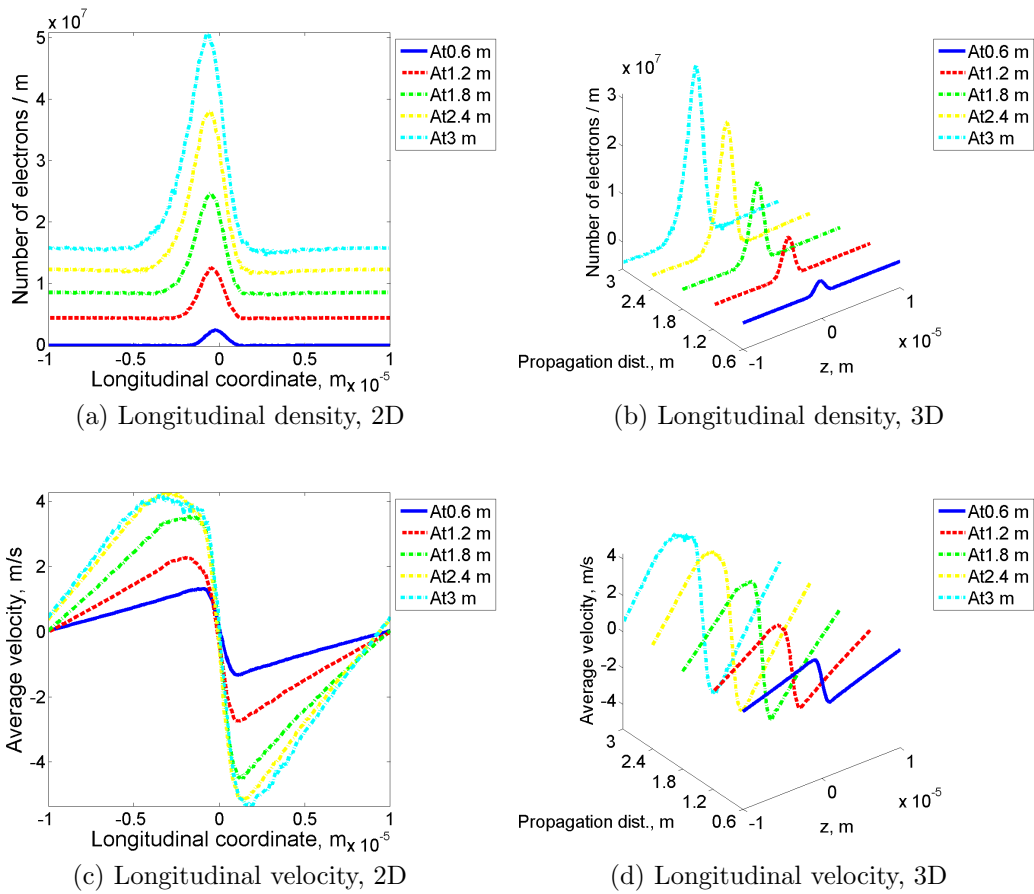 x 10^7
5
4
3
2
1
0
Number of electrons / m
-1 -0.5 0 0.5 1
Longitudinal coordinate, m x 10^-5
At0.6 m
At1.2 m
At1.8 m
At2.4 m
At3 m
(a) Longitudinal density, 2D
x 10^7
3
2
1
0
Number of electrons / m
3
2.4
1.8
1.2
0.6
Propagation dist., m
-1
0
1
x 10^-5
z, m
At0.6 m
At1.2 m
At1.8 m
At2.4 m
At3 m
(b) Longitudinal density, 3D
4
2
0
-2
-4
Average velocity, m/s
-1 -0.5 0 0.5 1
Longitudinal coordinate, m x 10^-5
At0.6 m
At1.2 m
At1.8 m
At2.4 m
At3 m
(c) Longitudinal velocity, 2D
4
2
0
-2
-4
Average velocity, m/s
3
2.4
1.8
1.2
0.6
Propagation dist., m
-1
0
1
x 10^-5
z, m
At0.6 m
At1.2 m
At1.8 m
At2.4 m
At3 m
(d) Longitudinal velocity, 3D